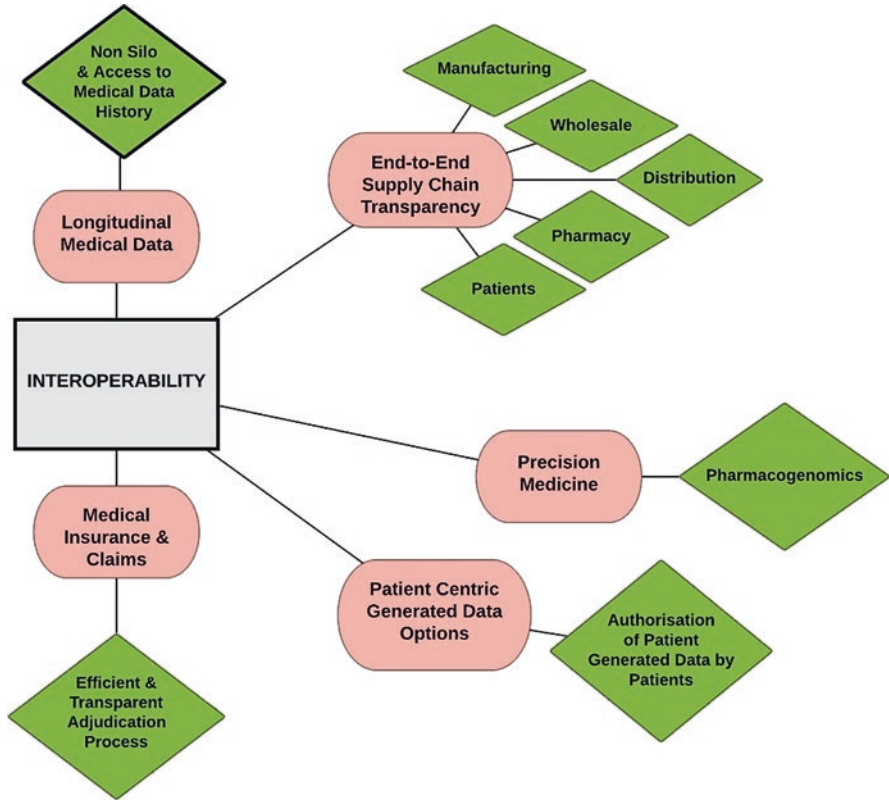 Non Silo
& Access to
Medical Data
History
Manufacturing
Wholesale
End-to-End
Supply Chain
Transparency
Distribution
Longitudinal
Medical Data
Pharmacy
Patients
INTEROPERABILITY
Precision
Medicine
Pharmacogenomics
Medical
Insurance &
Claims
Patient Centric
Generated Data
Options
Authorisation
of Patient
Generated Data by
Patients
Efficient &
Transparent
Adjudication
Process